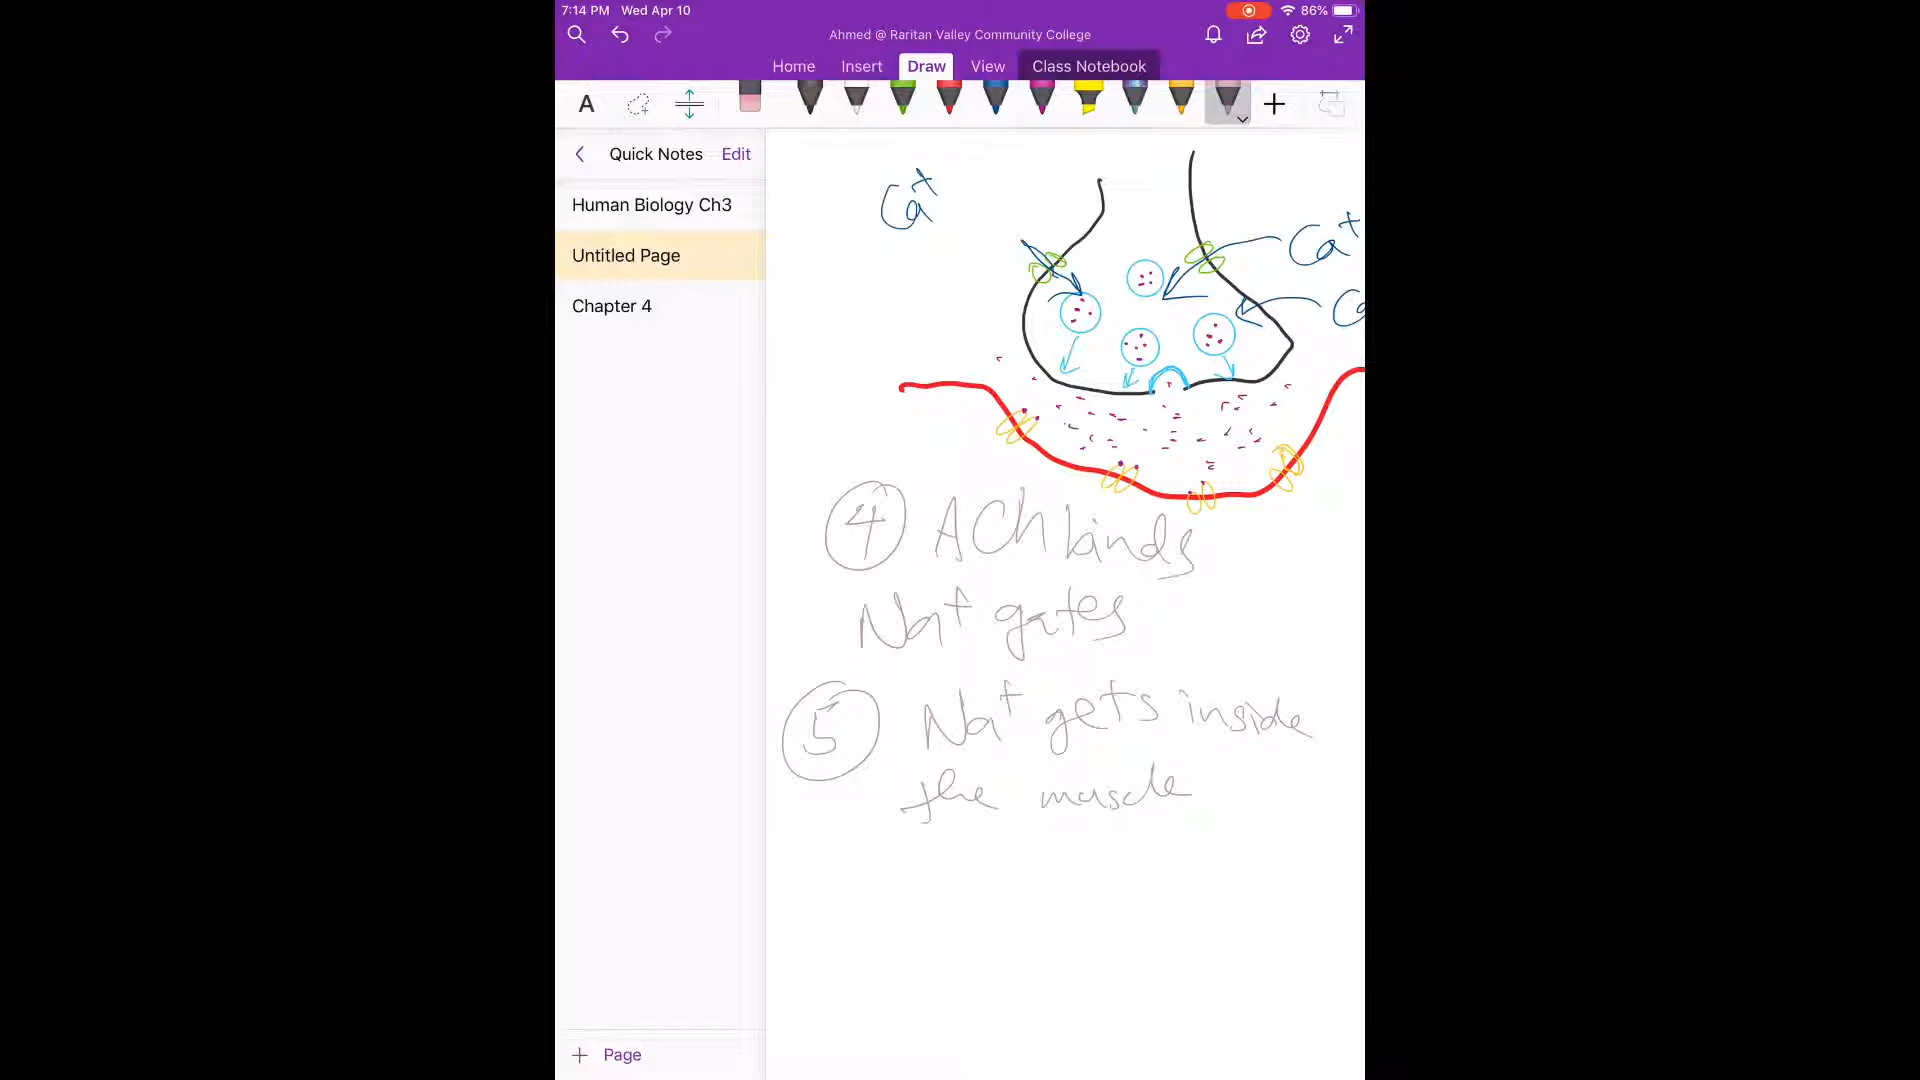 7:14 PM Wed Apr 10
86%
Ahmed @ Raritan Valley Community College
Home Insert Draw View Class Notebook
A
Quick Notes Edit
Human Biology Ch3
Untitled Page
Chapter 4
Page
Ca+
Ca+
Ca
4 ACh binds
Na+ gates
5 Na+ gets inside
the muscle